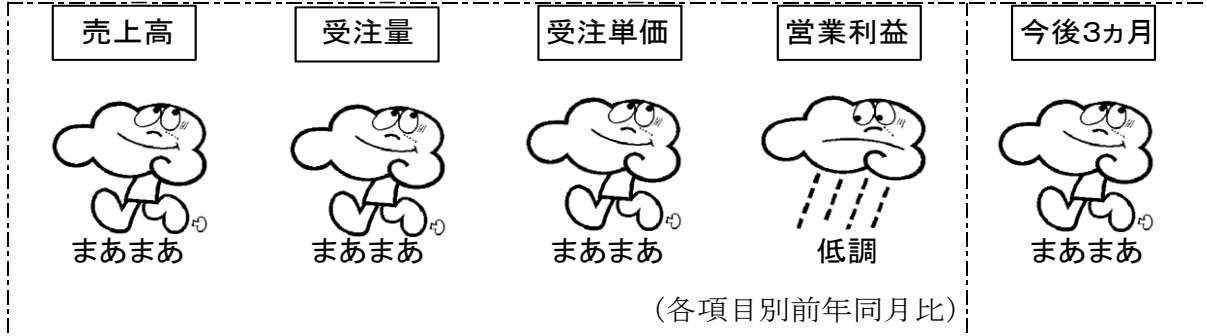 売上高 受注量 受注単価 営業利益 今後3ヵ月
まあまあ まあまあ まあまあ 低調 まあまあ
（各項目別前年同月比）